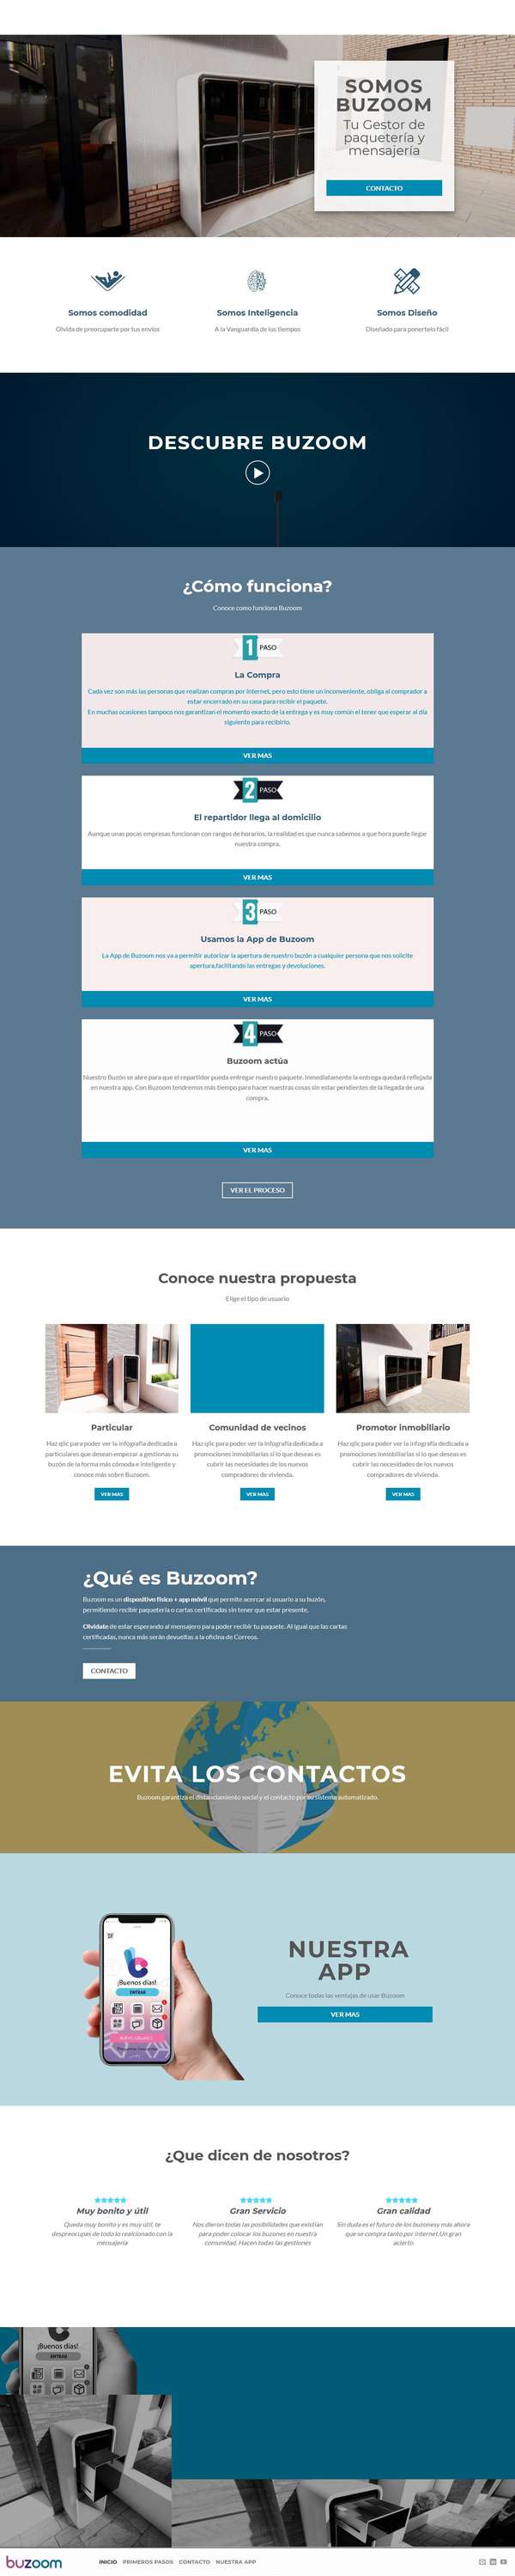 SOMOS
BUZOOM
Tu Gestor de
paquetería y
mensajería
CONTACTO
Somos comodidad
Olvida de preocuparte por tus envíos
Somos Inteligencia
A la Vanguardia de los tiempos
Somos Diseño
Diseñado para ponertelo fácil
DESCUBRE BUZOOM
¿Cómo funciona?
Conoce como funciona Buzoom
1 PASO
La Compra
Cada vez son más las personas que realizan compras por internet, pero esto tiene un inconveniente, obliga al comprador a
estar encerrado en su casa para recibir el paquete.
En muchas ocasiones tampoco nos garantizan el momento exacto de la entrega y es muy común el tener que esperar al día
siguiente para recibirlo.
VER MAS
2 PASO
El repartidor llega al domicilio
Aunque unas pocas empresas funcionan con rangos de horarios, la realidad es que nunca sabemos a que hora puede llegar
nuestra compra.
VER MAS
3 PASO
Usamos la App de Buzoom
La App de Buzoom nos va a permitir autorizar la apertura de nuestro buzón a cualquier persona que nos solicite
apertura,facilitando las entregas y devoluciones.
VER MAS
4 PASO
Buzoom actúa
Nuestro Buzón se abre para que el repartidor pueda entregar nuestro paquete. Inmediatamente la entrega quedará reflejada
en nuestra app. Con Buzoom tendremos más tiempo para hacer nuestras cosas sin estar pendientes de la llegada de una
compra.
VER MAS
VER EL PROCESO
Conoce nuestra propuesta
Elige el tipo de usuario
Particular
Haz qlic para poder ver la infografía dedicada a
particulares que desean empezar a gestionas su
buzón de la forma más cómoda e inteligente y
conoce más sobre Buzoom.
VER MAS
Comunidad de vecinos
Haz qlic para poder ver la infografía dedicada a
promociones inmobiliarias si lo que deseas es
cubrir las necesidades de los nuevos
compradores de vivienda.
VER MAS
Promotor inmobiliario
Haz qlic para poder ver la infografía dedicada a
promociones inmobiliarias si lo que deseas es
cubrir las necesidades de los nuevos
compradores de vivienda.
VER MAS
¿Qué es Buzoom?
Buzoom es un dispositivo físico + app móvil que permite acercar al usuario a su buzón,
permitiendo recibir paquetería o cartas certificadas sin tener que estar presente.
Olvídate de estar esperando al mensajero para poder recibir tu paquete. Al igual que las cartas
certificadas, nunca más serán devueltas a la oficina de Correos.
CONTACTO
EVITA LOS CONTACTOS
Buzoom garantiza el distanciamiento social y el contacto por su sistema automatizado.
¡Buenos días!
ENTRAR
NUESTRA
APP
Conoce todas las ventajas de usar Buzoom
VER MAS
¿Que dicen de nosotros?
Muy bonito y útil
Queda muy bonito y es muy útil, te
despreocupas de todo lo realcionado con la
mensajería
Gran Servicio
Nos dieron todas las posibilidades que existían
para poder colocar los buzones en nuestra
comunidad. Hacen todas las gestiones
Gran calidad
Sin duda es el futuro de los buzonesy más ahora
que se compra tanto por internet.Un gran
acierto
¡Buenos días!
ENTRAR
buzoom
INICIO PRIMEROS PASOS CONTACTO NUESTRA APP